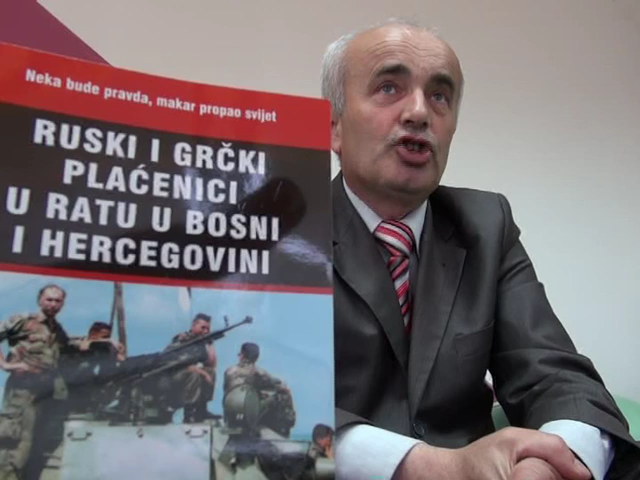 Neka bude pravda, makar propao svijet
RUSKI I GRČKI
PLAĆENICI
U RATU U BOSNI
I HERCEGOVINI